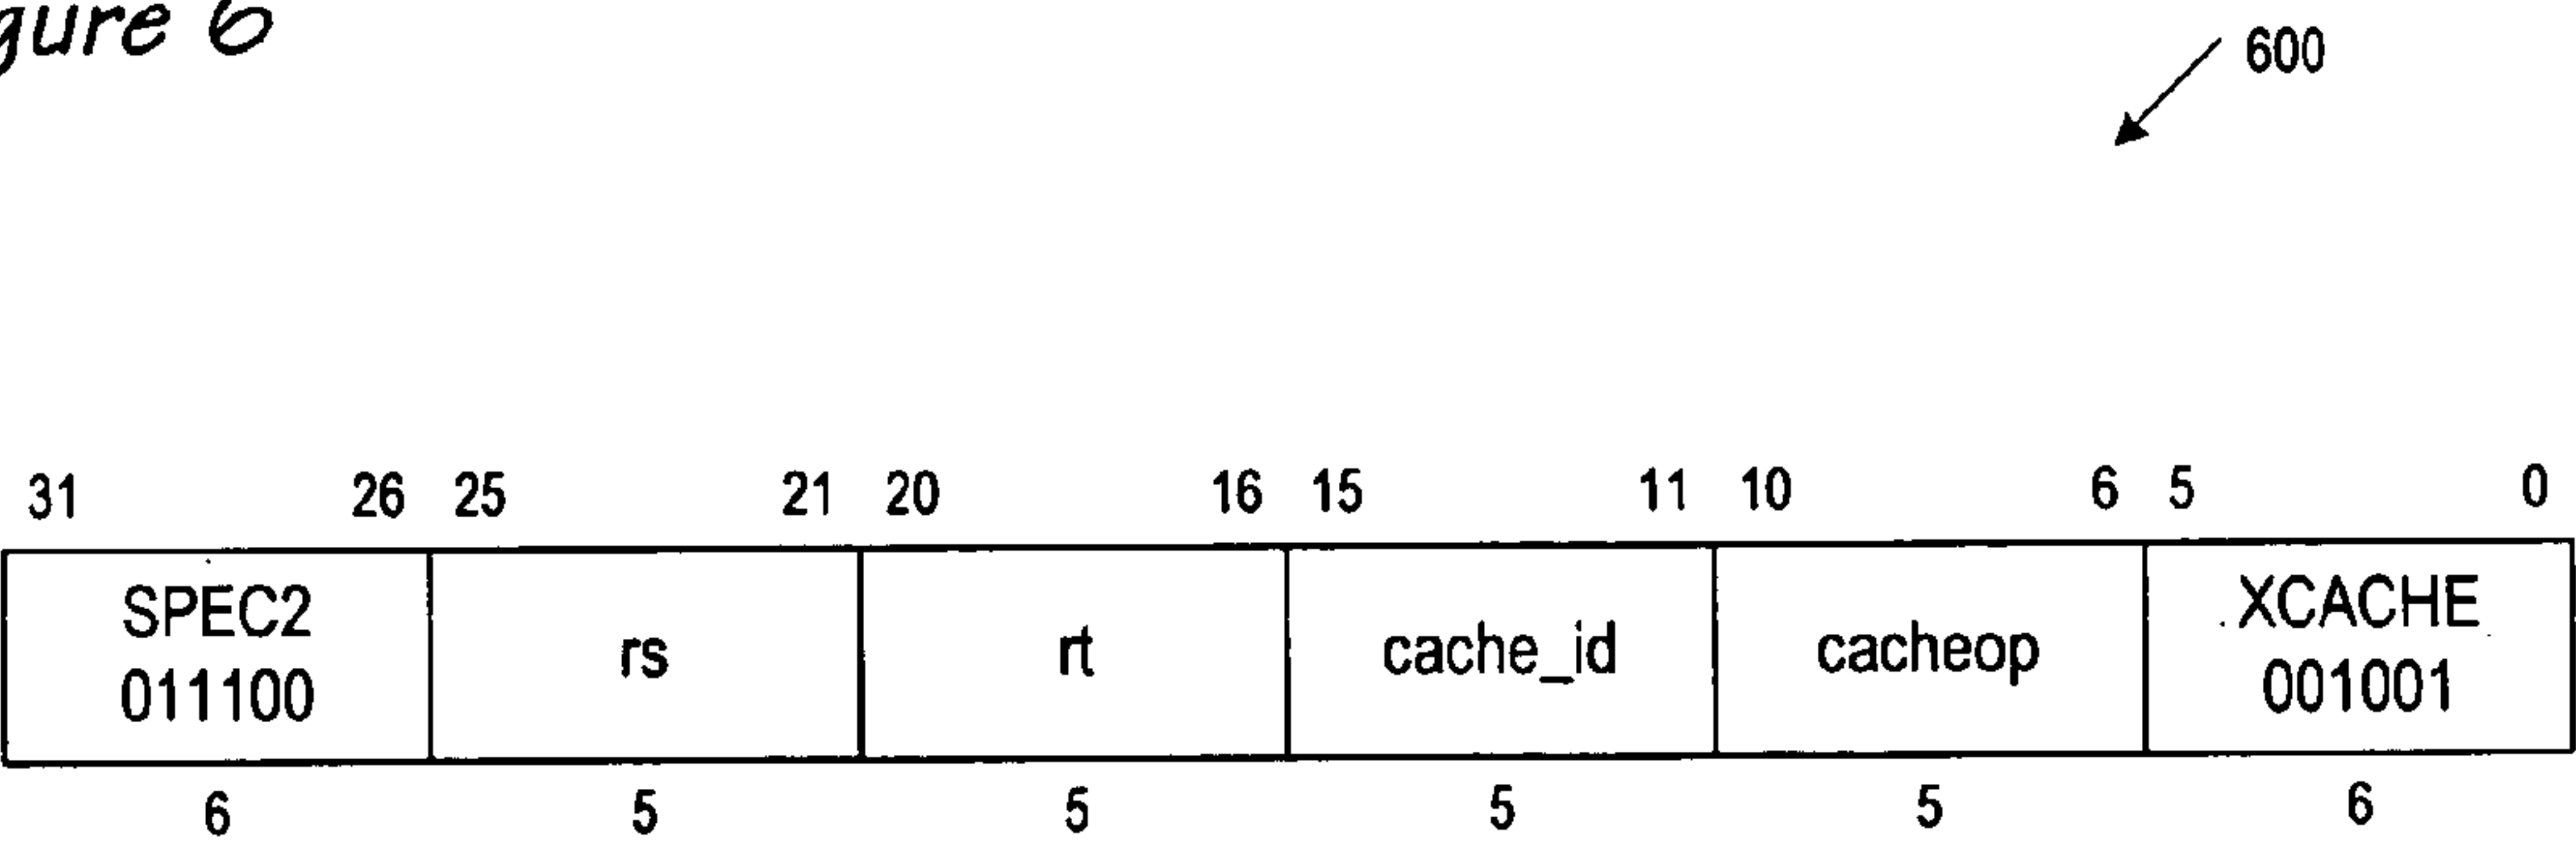 gure 6
600
31 26 25 21 20 16 15 11 10 6 5 0
SPEC2 rs rt cache_id cacheop XCACHE
011100 001001
6 5 5 5 5 6